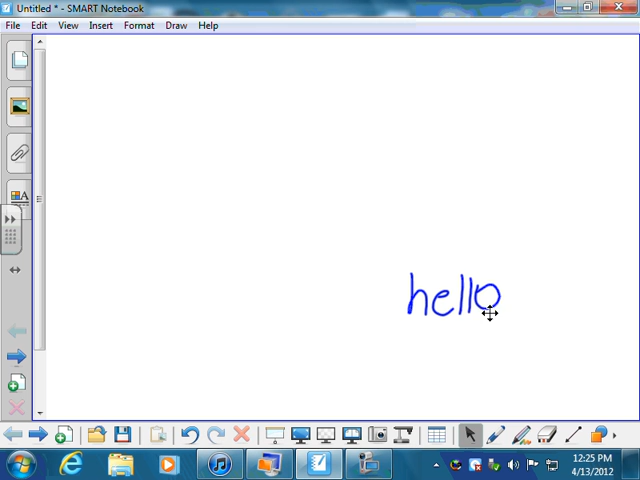 Untitled * - SMART Notebook
File Edit View Insert Format Draw Help
hello
12:25 PM
4/13/2012